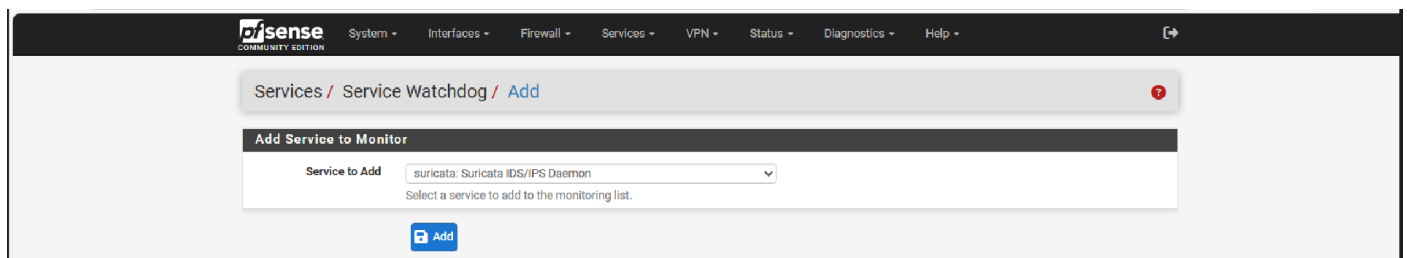 pfsense System Interfaces Firewall Services VPN Status Diagnostics Help
COMMUNITY EDITION
Services / Service Watchdog / Add
?
Add Service to Monitor
Service to Add suricata: Suricata IDS/IPS Daemon
Select a service to add to the monitoring list.
Add